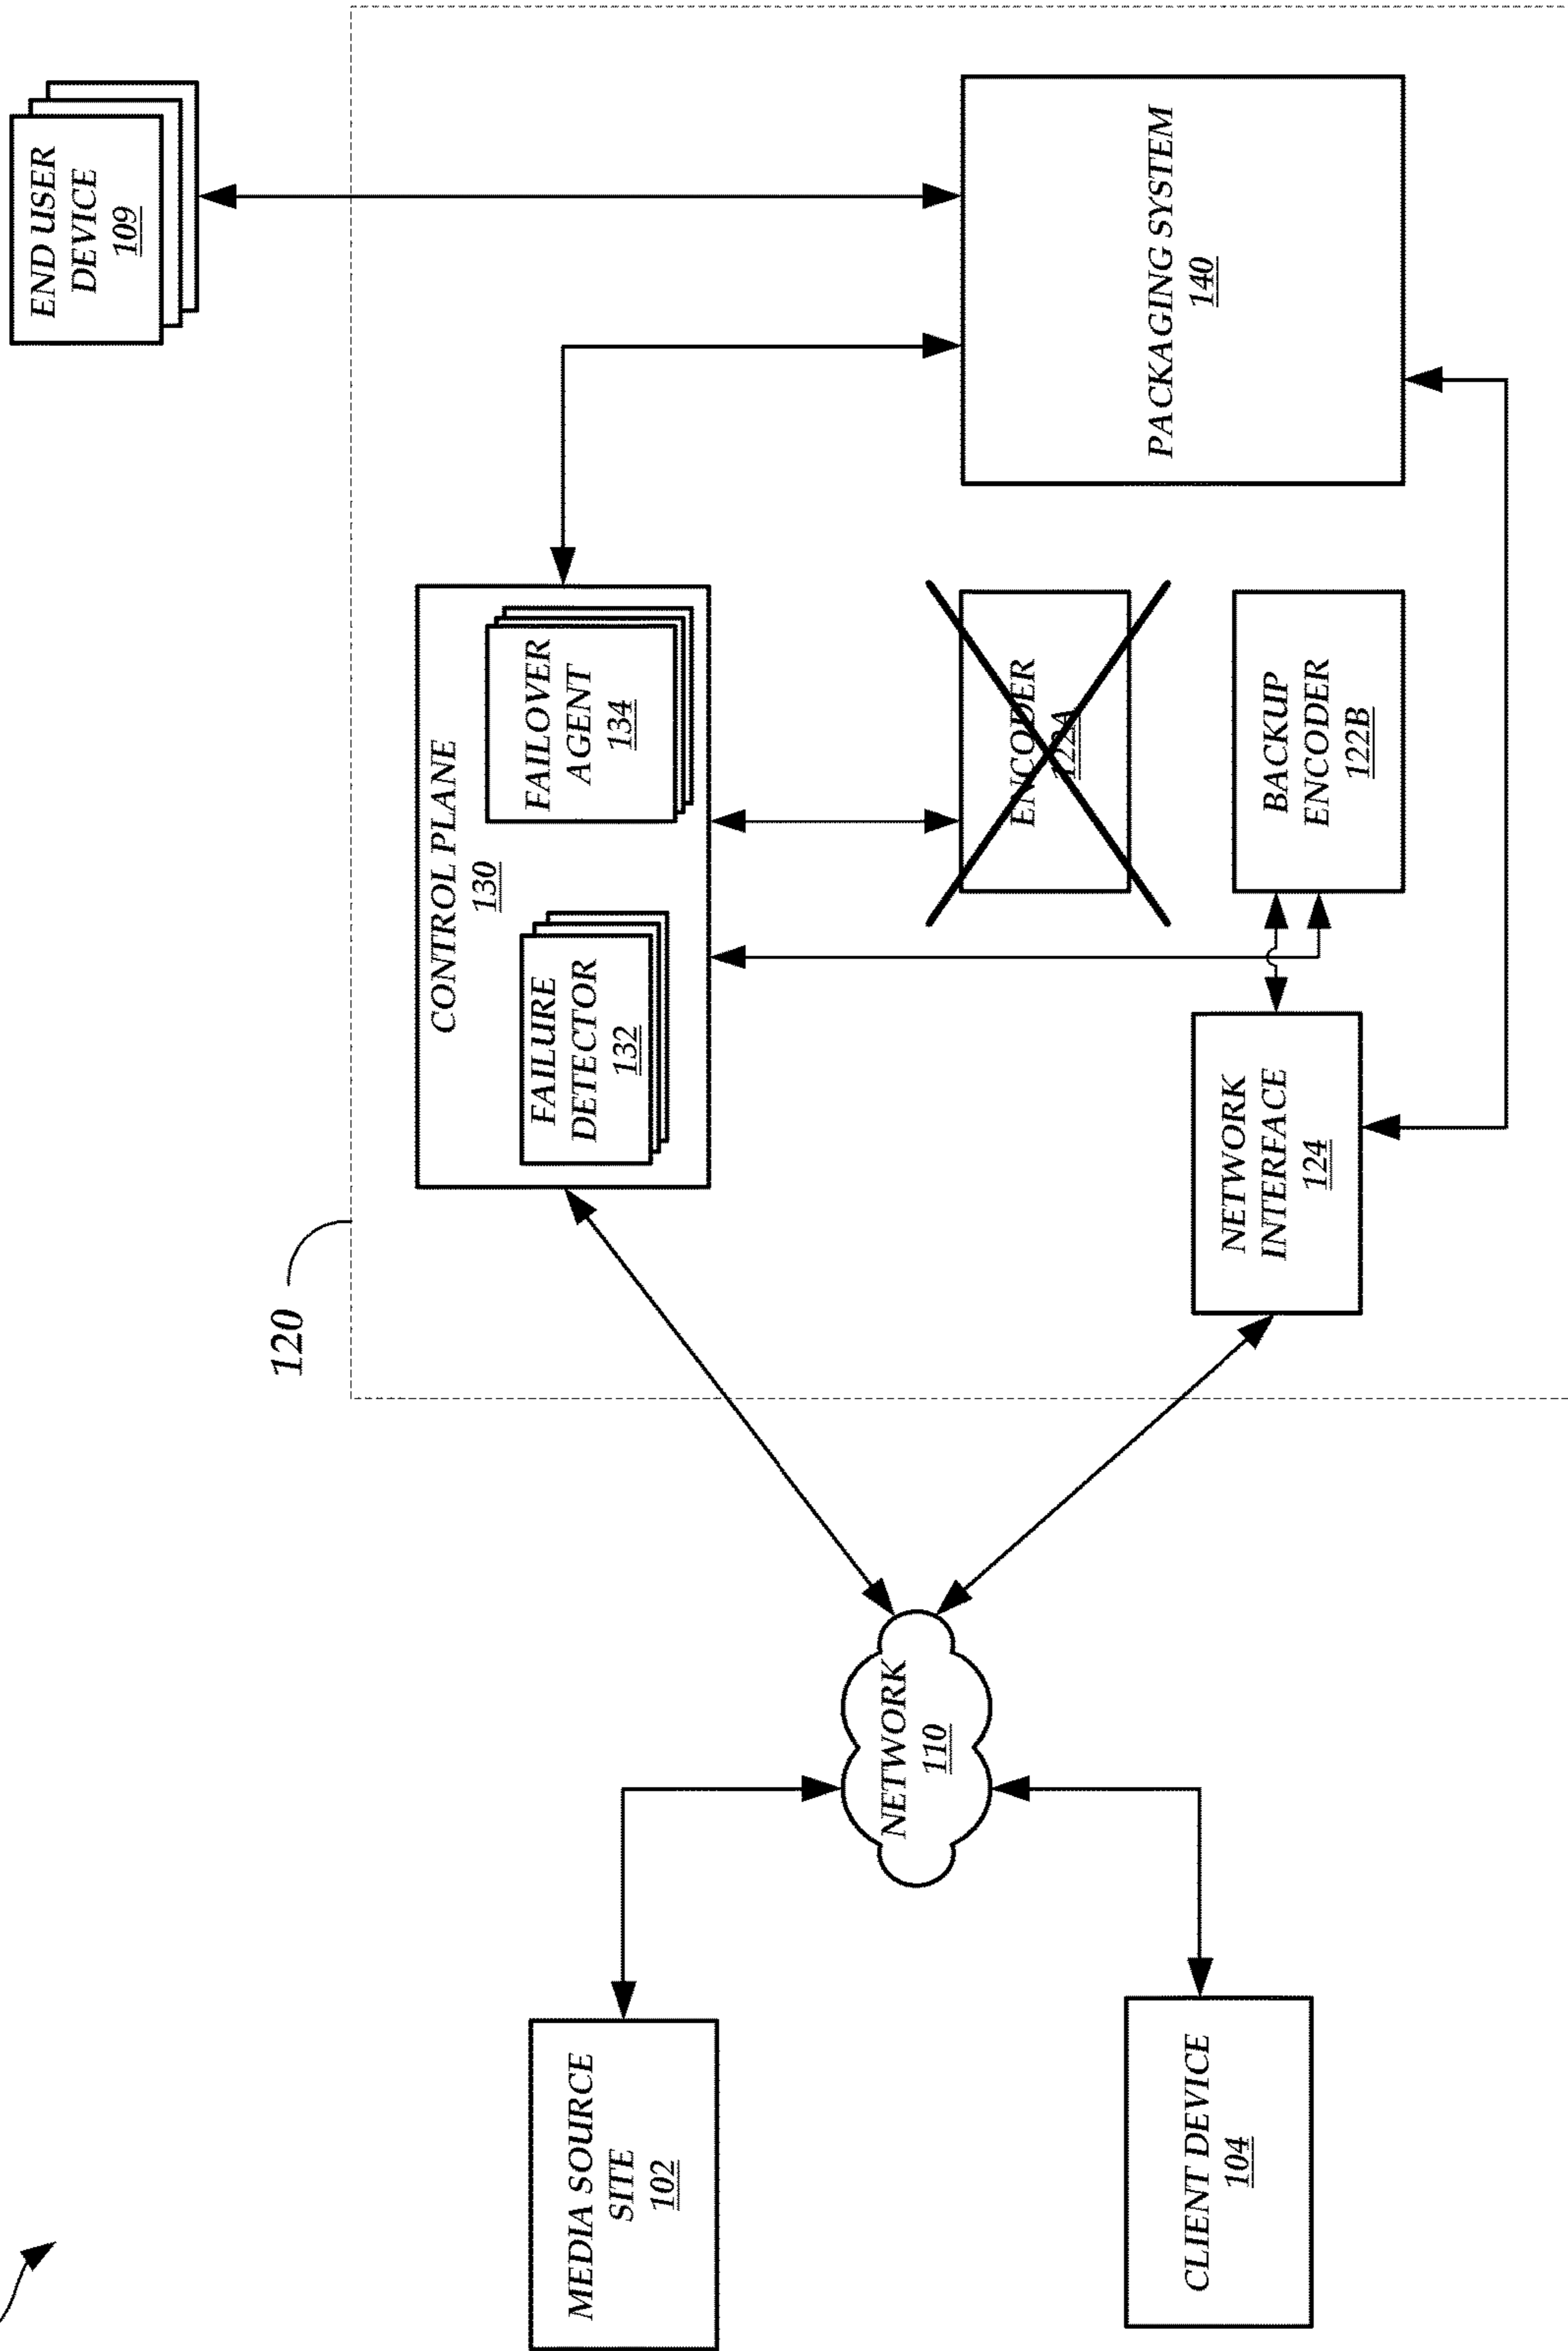 END USER
DEVICE
109
120
CONTROL PLANE
130
FAILURE
DETECTOR
132
FAILOVER
AGENT
134
MEDIA SOURCE
SITE
102
NETWORK
110
ENCODER
122A
PACKAGING SYSTEM
140
CLIENT DEVICE
104
NETWORK
INTERFACE
124
BACKUP
ENCODER
122B